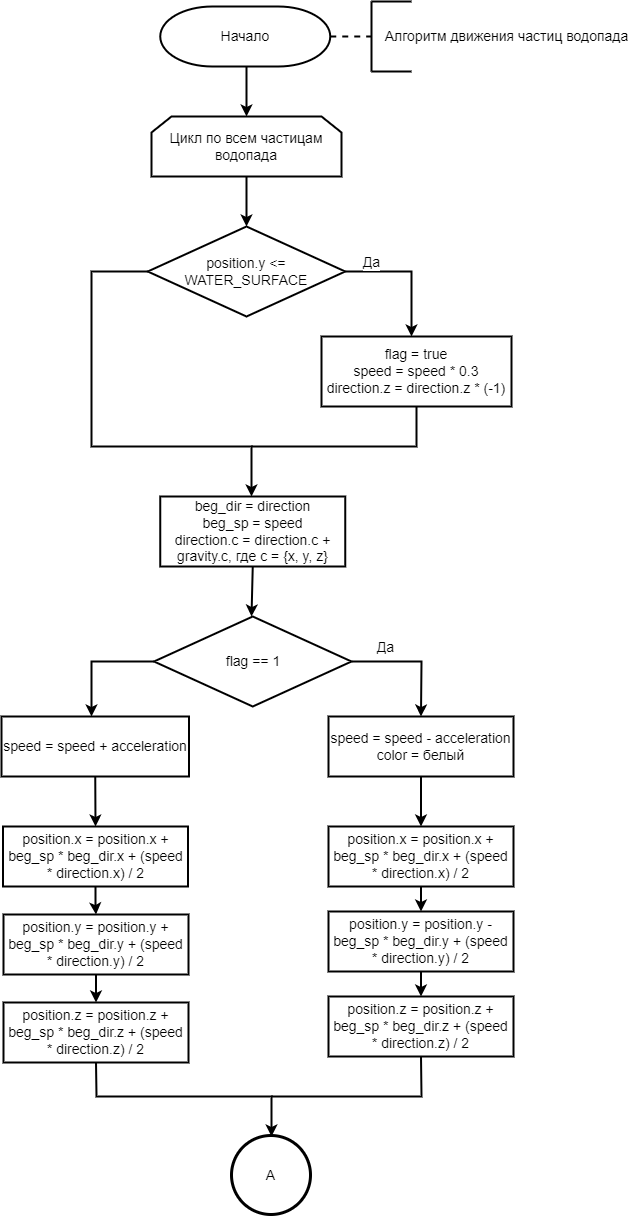 Начало
Алгоритм движения частиц водопада
Цикл по всем частицам
водопада
position.y <=
WATER_SURFACE
Да
flag = true
speed = speed * 0.3
direction.z = direction.z * (-1)
beg_dir = direction
beg_sp = speed
direction.c = direction.c +
gravity.c, где c = {x, y, z}
flag == 1
Да
speed = speed + acceleration
speed = speed - acceleration
color = белый
position.x = position.x +
beg_sp * beg_dir.x + (speed
* direction.x) / 2
position.x = position.x +
beg_sp * beg_dir.x + (speed
* direction.x) / 2
position.y = position.y +
beg_sp * beg_dir.y + (speed
* direction.y) / 2
position.y = position.y -
beg_sp * beg_dir.y + (speed
* direction.y) / 2
position.z = position.z +
beg_sp * beg_dir.z + (speed
* direction.z) / 2
position.z = position.z +
beg_sp * beg_dir.z + (speed
* direction.z) / 2
A